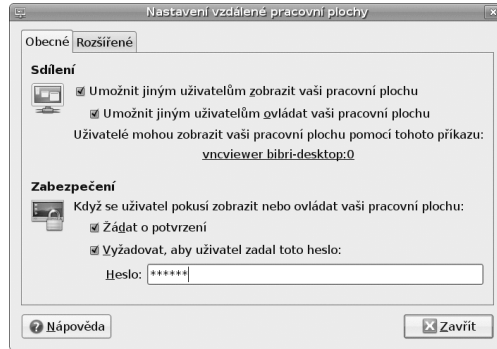 Nastavení vzdálené pracovní plochy
Obecné Rozšířené
Sdílení
Umožnit jiným uživatelům zobrazit vaši pracovní plochu
Umožnit jiným uživatelům ovládat vaši pracovní plochu
Uživatelé mohou zobrazit vaši pracovní plochu pomocí tohoto příkazu:
vncviewer bibri-desktop:0
Zabezpečení
Když se uživatel pokusí zobrazit nebo ovládat vaši pracovní plochu:
Žádat o potvrzení
Vyžadovat, aby uživatel zadal toto heslo:
Heslo: ******
Nápověda Zavřít